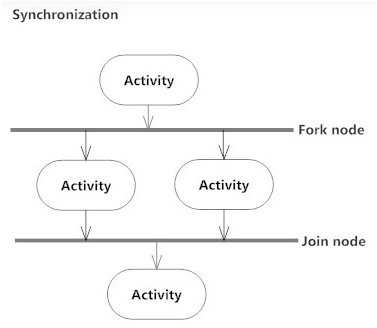 Synchronization
Activity
Fork node
Activity
Activity
Join node
Activity